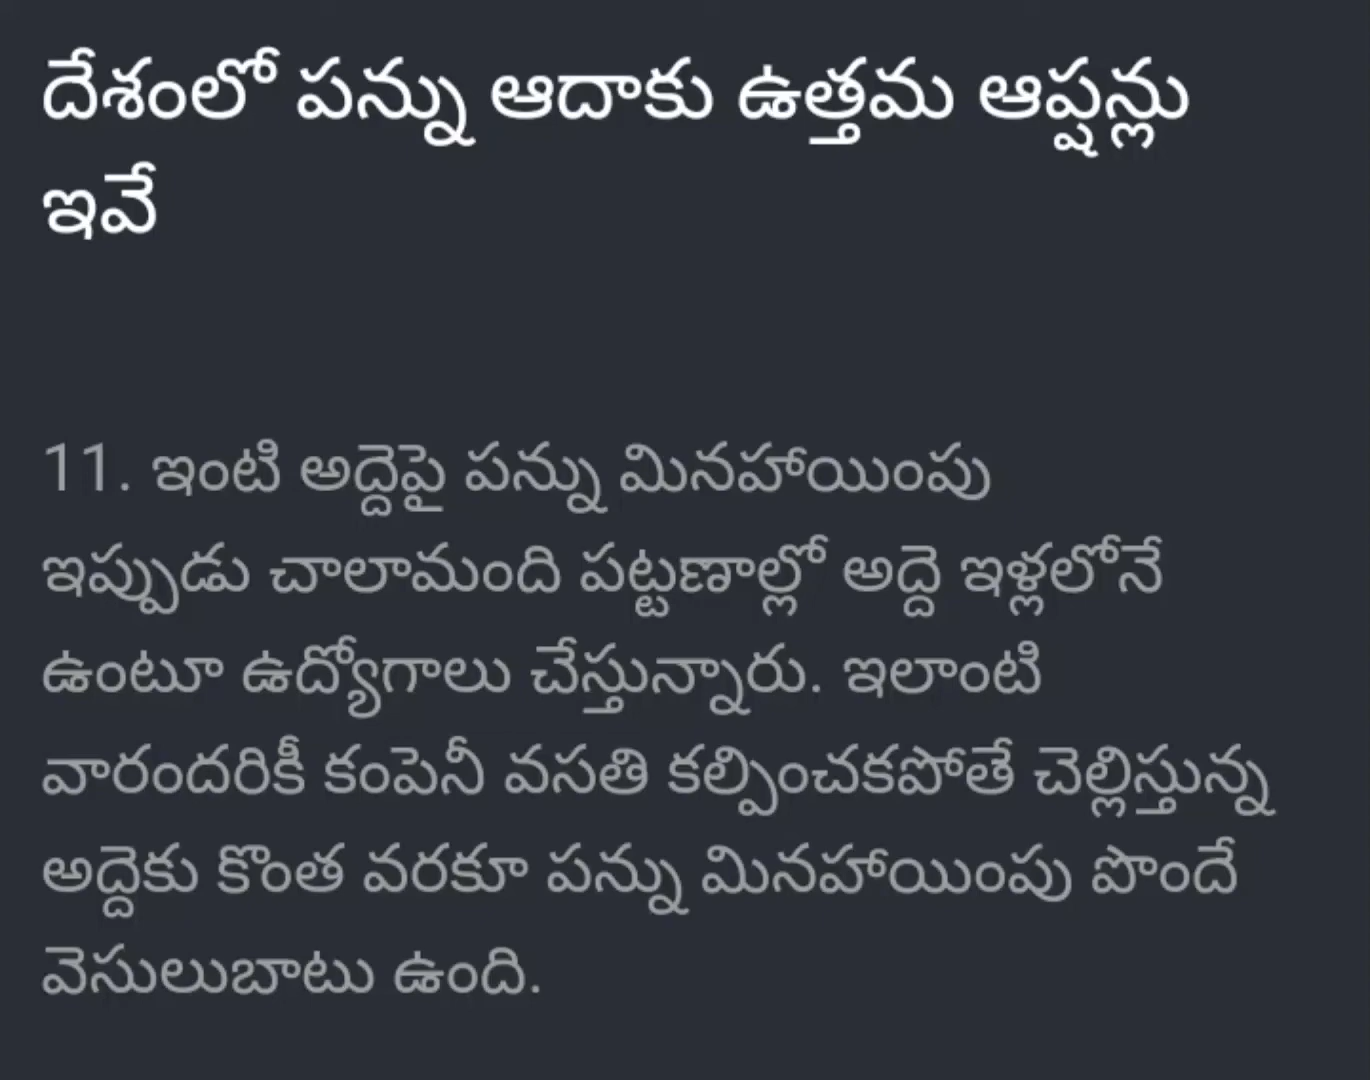 దేశంలో పన్ను ఆదాకు ఉత్తమ ఆప్షన్లు
ఇవే
11. ఇంటి అద్దెపై పన్ను మినహాయింపు
ఇప్పుడు చాలామంది పట్టణాల్లో అద్దె ఇళ్లలోనే
ఉంటూ ఉద్యోగాలు చేస్తున్నారు. ఇలాంటి
వారందరికీ కంపెనీ వసతి కల్పించకపోతే చెల్లిస్తున్న
అద్దెకు కొంత వరకూ పన్ను మినహాయింపు పొందే
వెసులుబాటు ఉంది.